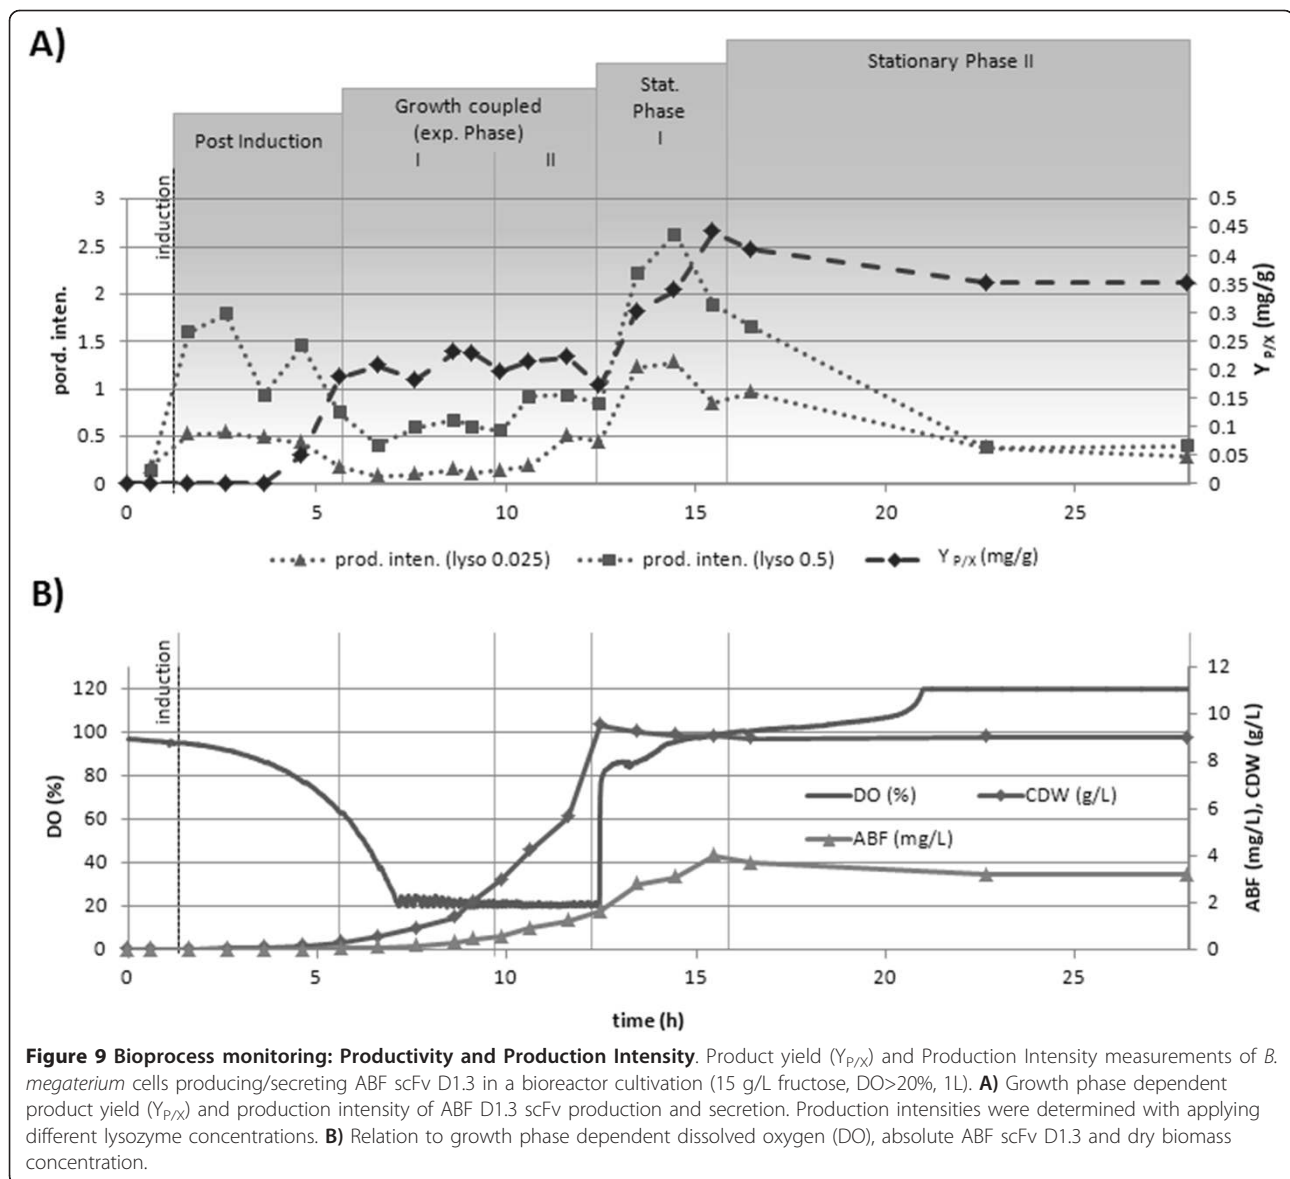 A)
Stationary Phase II
Stat.
Phase
I
Growth coupled
(exp. Phase)
I II
Post Induction
induction
3 0.5
0.45
2.5 0.4
0.35
2 0.3
1.5 0.25
0.2
1 0.15
0.5 0.1
0.05
0 0
pord. inten.
Y P/X (mg/g)
0 5 10 15 20 25
prod. inten. (lyso 0.025) prod. inten. (lyso 0.5) Y P/X (mg/g)
B)
induction
120 12
100 10
80 8
60 6
40 4
20 2
0 0
DO (%)
ABF (mg/L), CDW (g/L)
DO (%) CDW (g/L)
ABF (mg/L)
0 5 10 15 20 25
time (h)
Figure 9 Bioprocess monitoring: Productivity and Production Intensity. Product yield (YP/X) and Production Intensity measurements of B.
megaterium cells producing/secreting ABF scFv D1.3 in a bioreactor cultivation (15 g/L fructose, DO>20%, 1L). A) Growth phase dependent
product yield (YP/X) and production intensity of ABF D1.3 scFv production and secretion. Production intensities were determined with applying
different lysozyme concentrations. B) Relation to growth phase dependent dissolved oxygen (DO), absolute ABF scFv D1.3 and dry biomass
concentration.